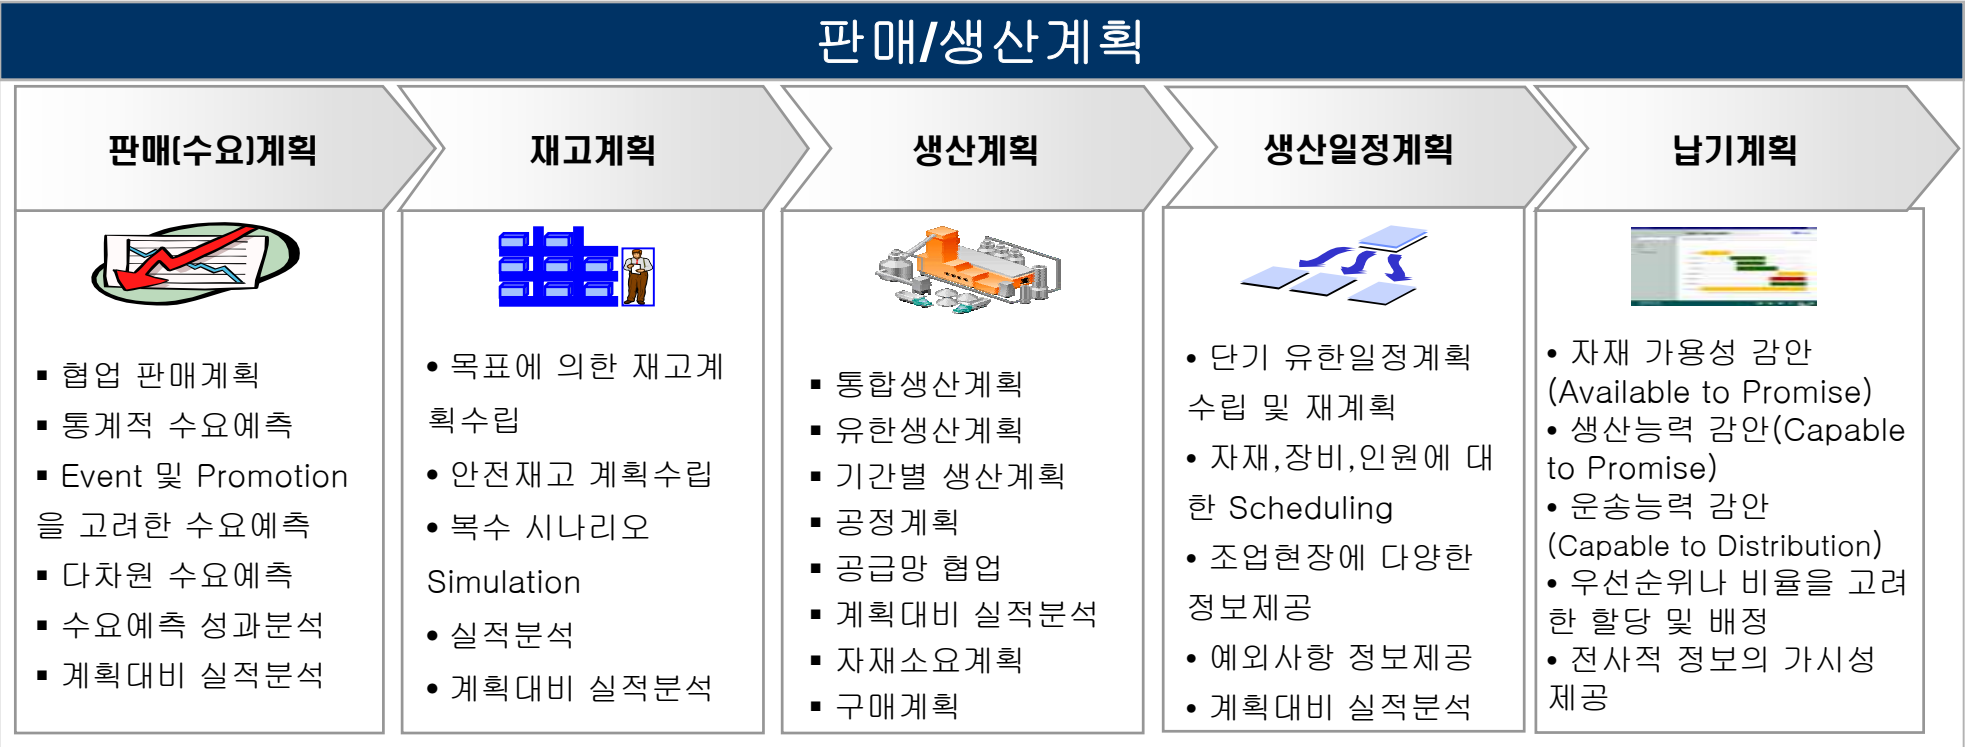 판매/생산계획
판매(수요)계획
▪ 협업 판매계획
▪ 통계적 수요예측
▪ Event 및 Promotion
을 고려한 수요예측
▪ 다차원 수요예측
▪ 수요예측 성과분석
▪ 계획대비 실적분석
재고계획
• 목표에 의한 재고계
획수립
• 안전재고 계획수립
• 복수 시나리오
Simulation
• 실적분석
• 계획대비 실적분석
생산계획
▪ 통합생산계획
▪ 유한생산계획
▪ 기간별 생산계획
▪ 공정계획
▪ 공급망 협업
▪ 계획대비 실적분석
▪ 자재소요계획
▪ 구매계획
생산일정계획
• 단기 유한일정계획
수립 및 재계획
• 자재,장비,인원에 대
한 Scheduling
• 조업현장에 다양한
정보제공
• 예외사항 정보제공
• 계획대비 실적분석
납기계획
• 자재 가용성 감안
(Available to Promise)
• 생산능력 감안(Capable
to Promise)
• 운송능력 감안
(Capable to Distribution)
• 우선순위나 비율을 고려
한 할당 및 배정
• 전사적 정보의 가시성
제공